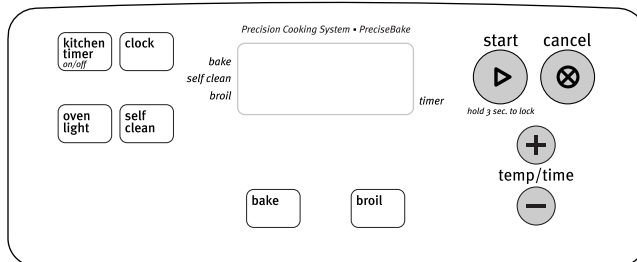 Precision Cooking System • PreciseBake
kitchen
timer
on/off
clock
bake
self clean
broil
timer
start
cancel
hold 3 sec. to lock
oven
light
self
clean
temp/time
bake
broil